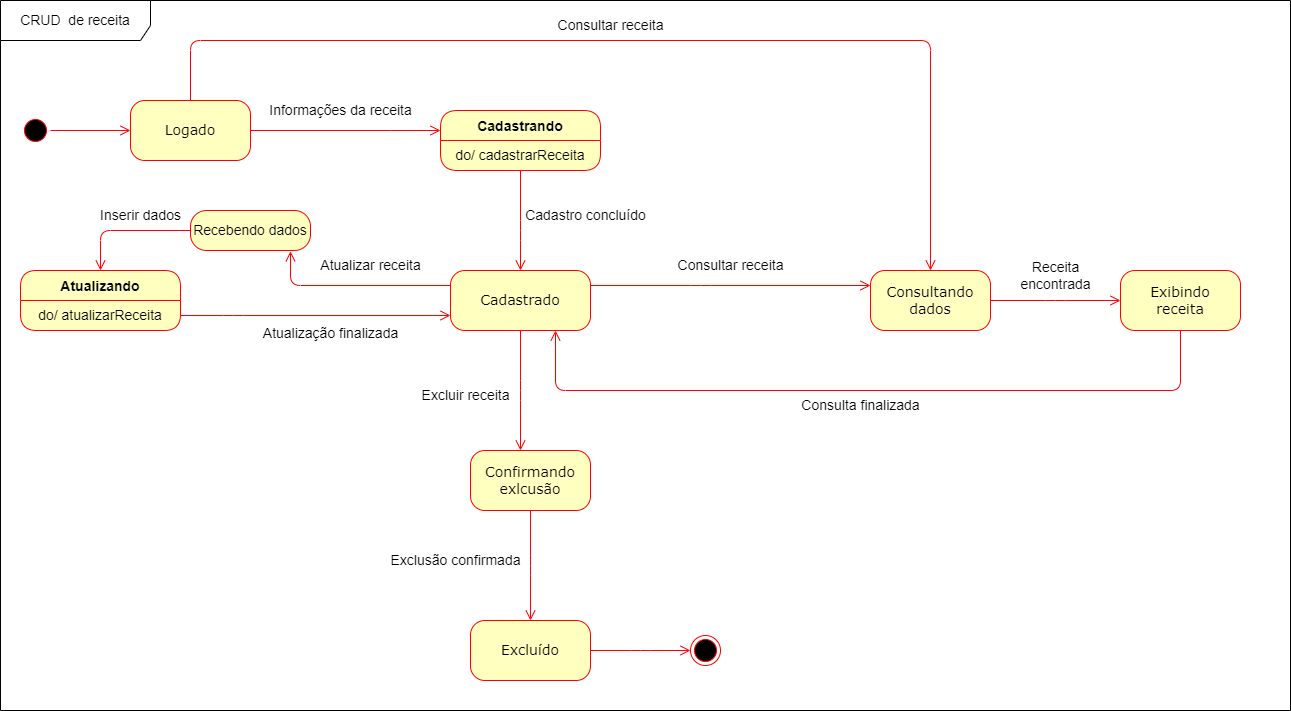 CRUD  de receita
Consultar receita
Logado
Informações da receita
Cadastrando
do/ cadastrarReceita
Cadastro concluído
Inserir dados
Recebendo dados
Atualizar receita
Atualizando
do/ atualizarReceita
Atualização finalizada
Cadastrado
Consultar receita
Consultando
dados
Receita
encontrada
Exibindo
receita
Consulta finalizada
Excluir receita
Confirmando
exlcusão
Exclusão confirmada
Excluído